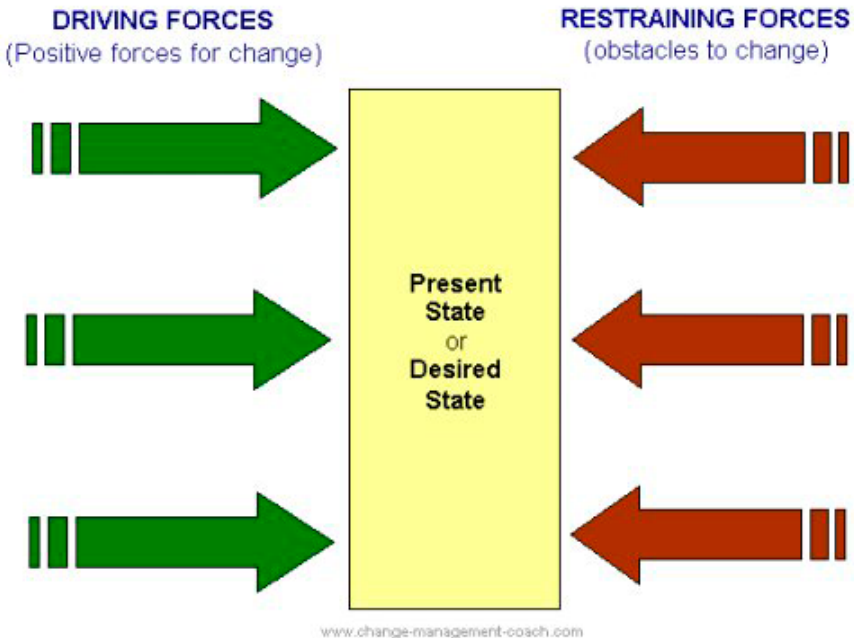 DRIVING FORCES
(Positive forces for change)
RESTRAINING FORCES
(obstacles to change)
Present
State
or
Desired
State
www.change-management-coach.com